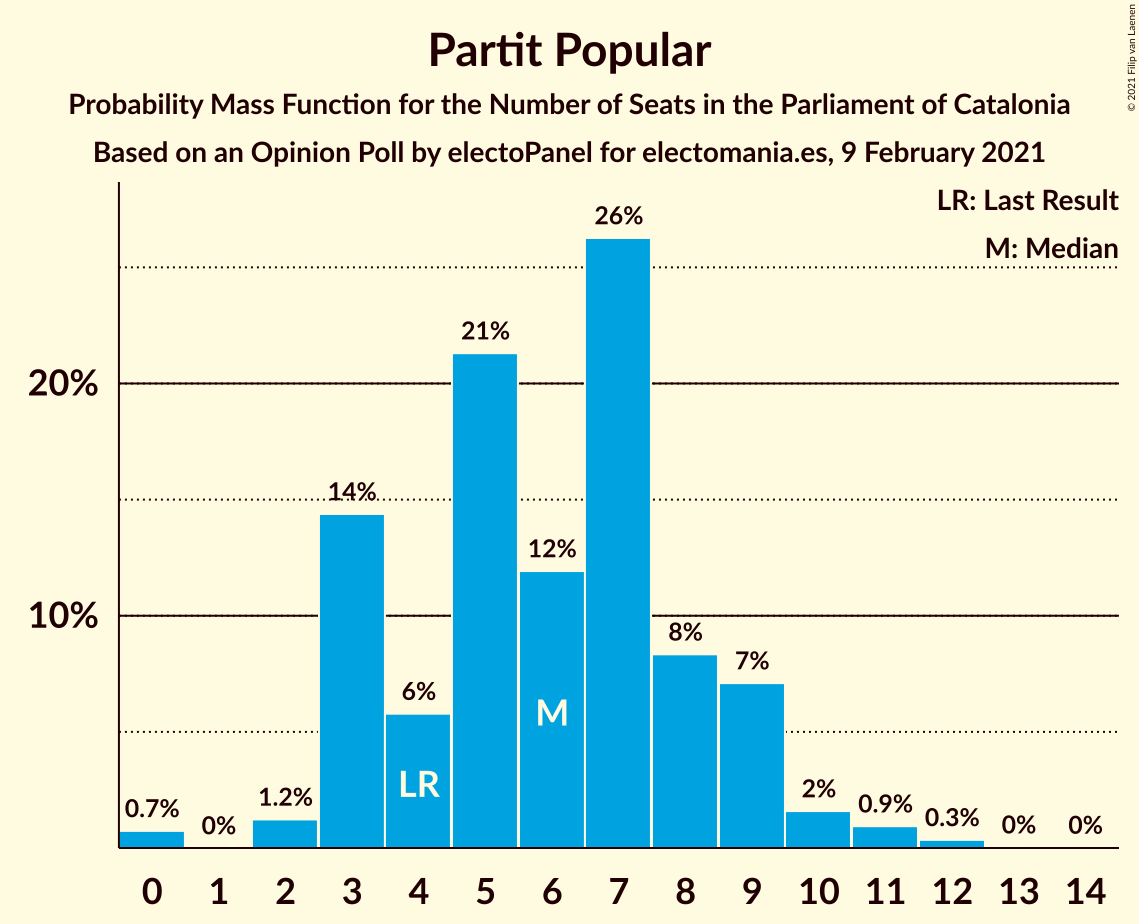 © 2021 Filip van Laenen
Partit Popular
Probability Mass Function for the Number of Seats in the Parliament of Catalonia
Based on an Opinion Poll by electoPanel for electomania.es, 9 February 2021
LR: Last Result
M: Median
20%
10%
0.7%
0%
1.2%
14%
6%
21%
12%
26%
8%
7%
2%
0.9%
0.3%
0%
0%
LR
M
0 1 2 3 4 5 6 7 8 9 10 11 12 13 14